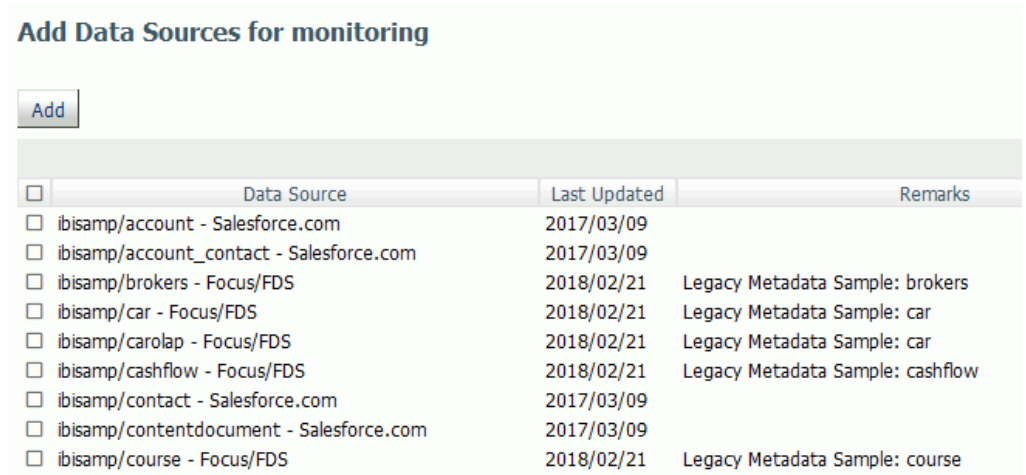 Add Data Sources for monitoring
Add
Data Source Last Updated Remarks
ibisamp/account - Salesforce.com 2017/03/09
ibisamp/account_contact - Salesforce.com 2017/03/09
ibisamp/brokers - Focus/FDS 2018/02/21 Legacy Metadata Sample: brokers
ibisamp/car - Focus/FDS 2018/02/21 Legacy Metadata Sample: car
ibisamp/carolap - Focus/FDS 2018/02/21 Legacy Metadata Sample: car
ibisamp/cashflow - Focus/FDS 2018/02/21 Legacy Metadata Sample: cashflow
ibisamp/contact - Salesforce.com 2017/03/09
ibisamp/contentdocument - Salesforce.com 2017/03/09
ibisamp/course - Focus/FDS 2018/02/21 Legacy Metadata Sample: course